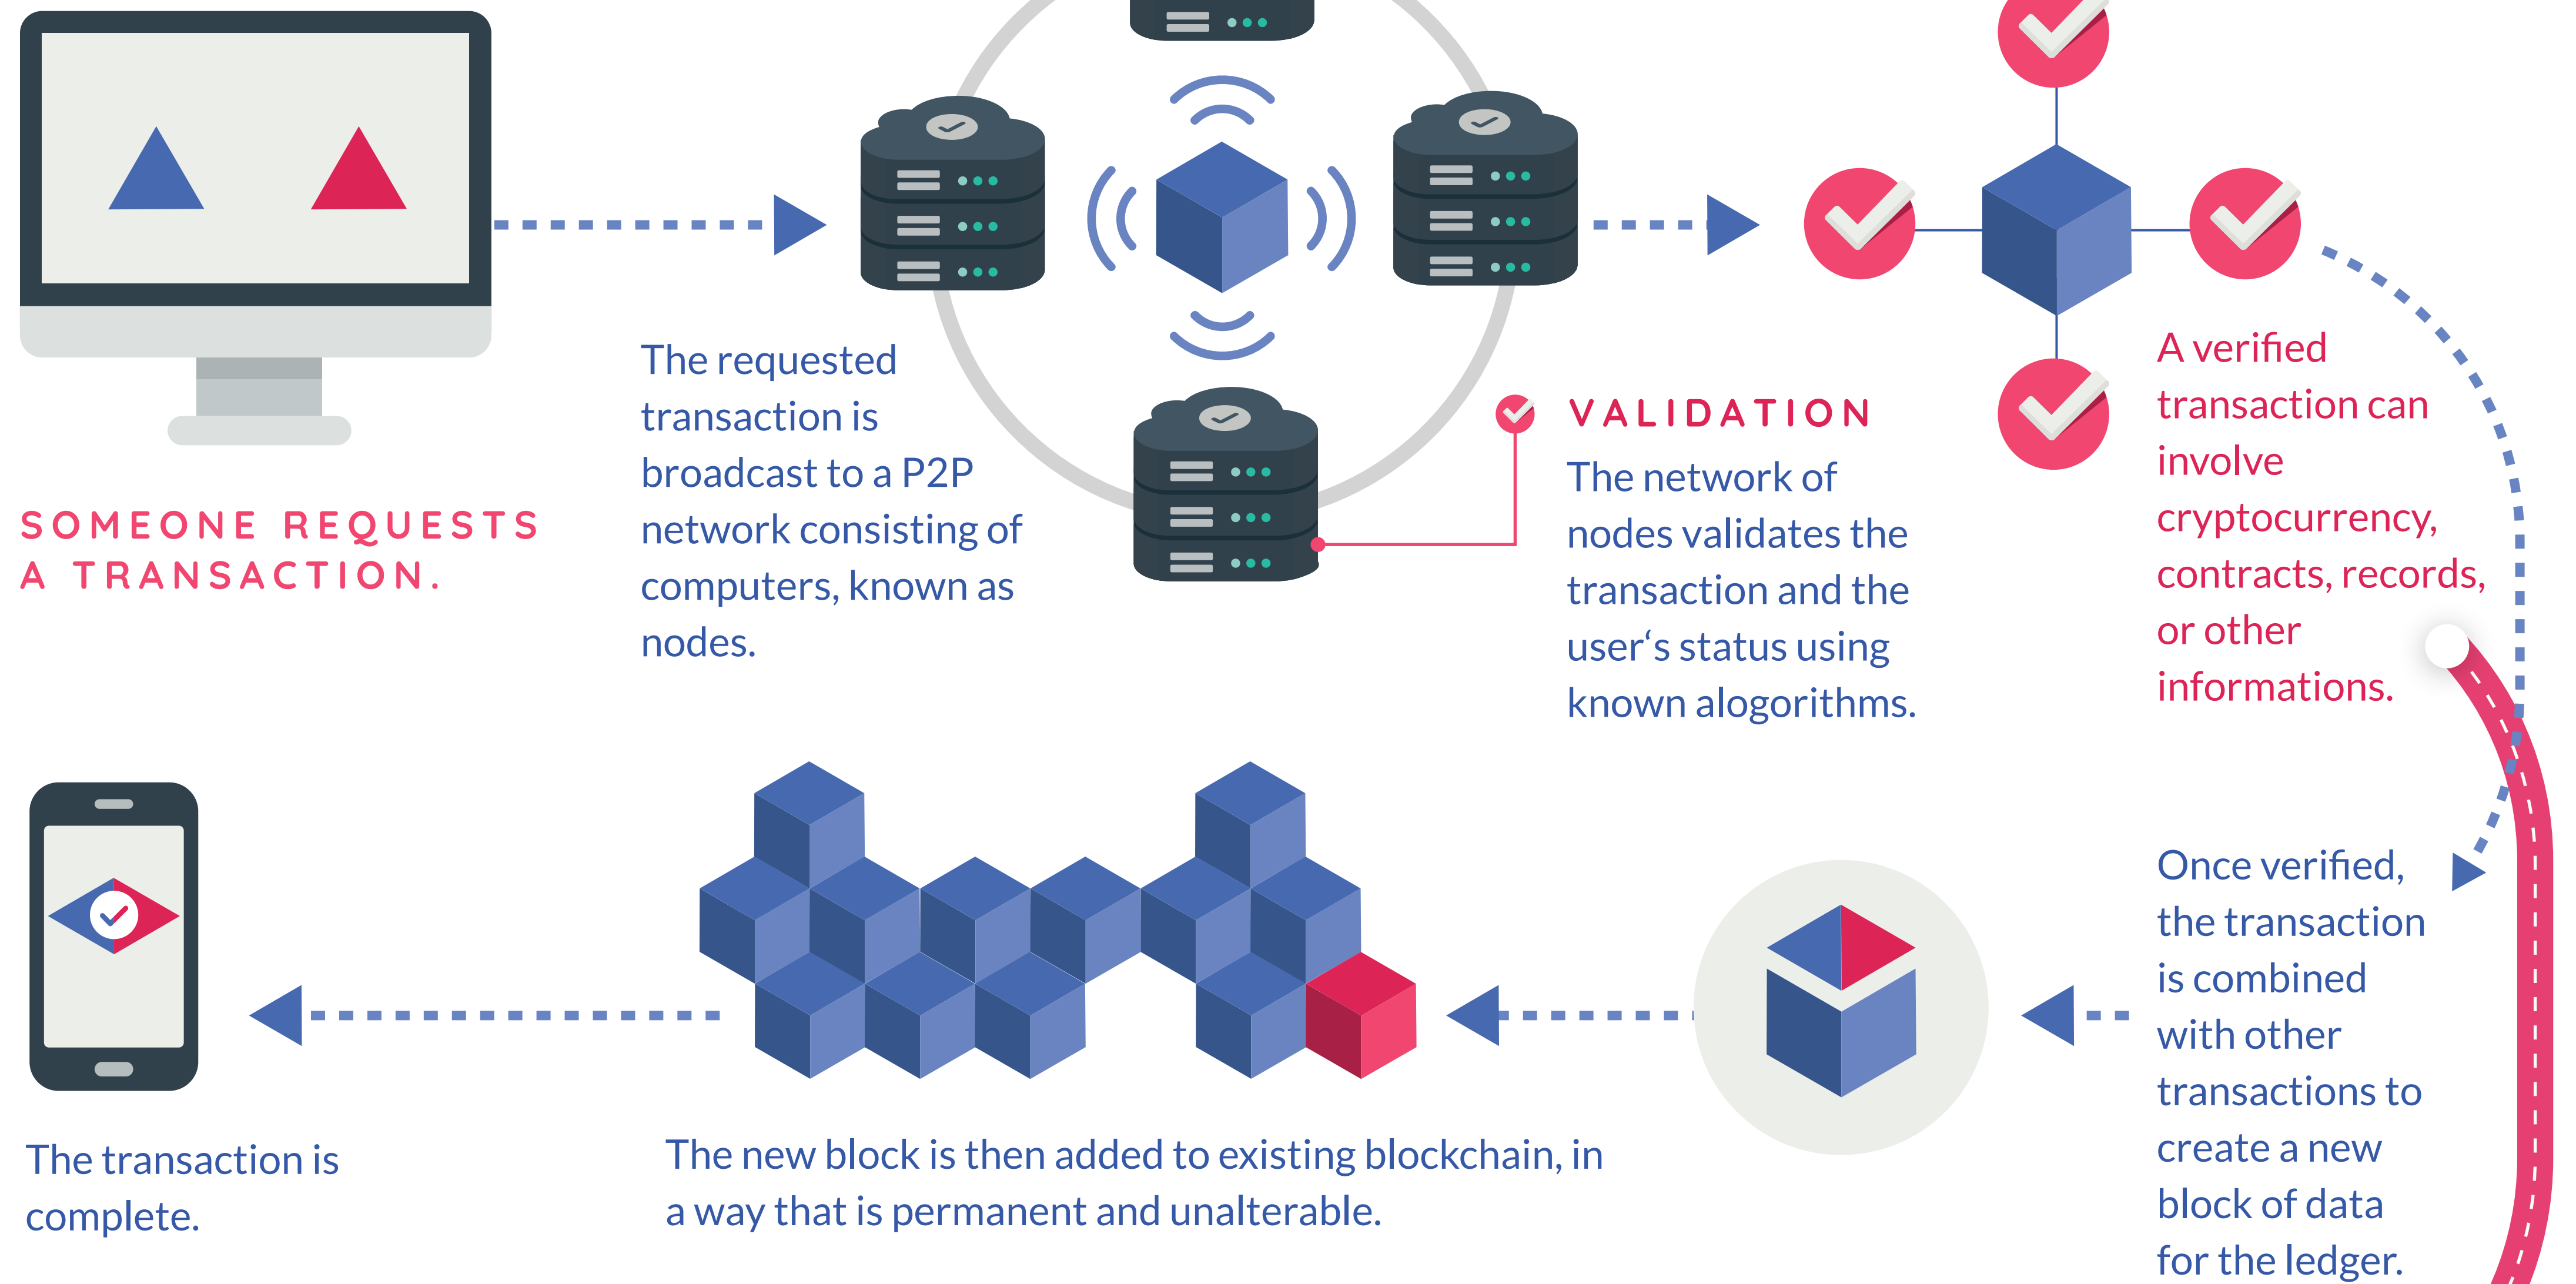 SOMEONE REQUESTS
A TRANSACTION.
The requested
transaction is
broadcast to a P2P
network consisting of
computers, known as
nodes.
VALIDATION
The network of
nodes validates the
transaction and the
user‘s status using
known alogorithms.
A verified
transaction can
involve
cryptocurrency,
contracts, records,
or other
informations.
Once verified,
the transaction
is combined
with other
transactions to
create a new
block of data
for the ledger.
The new block is then added to existing blockchain, in
a way that is permanent and unalterable.
The transaction is
complete.